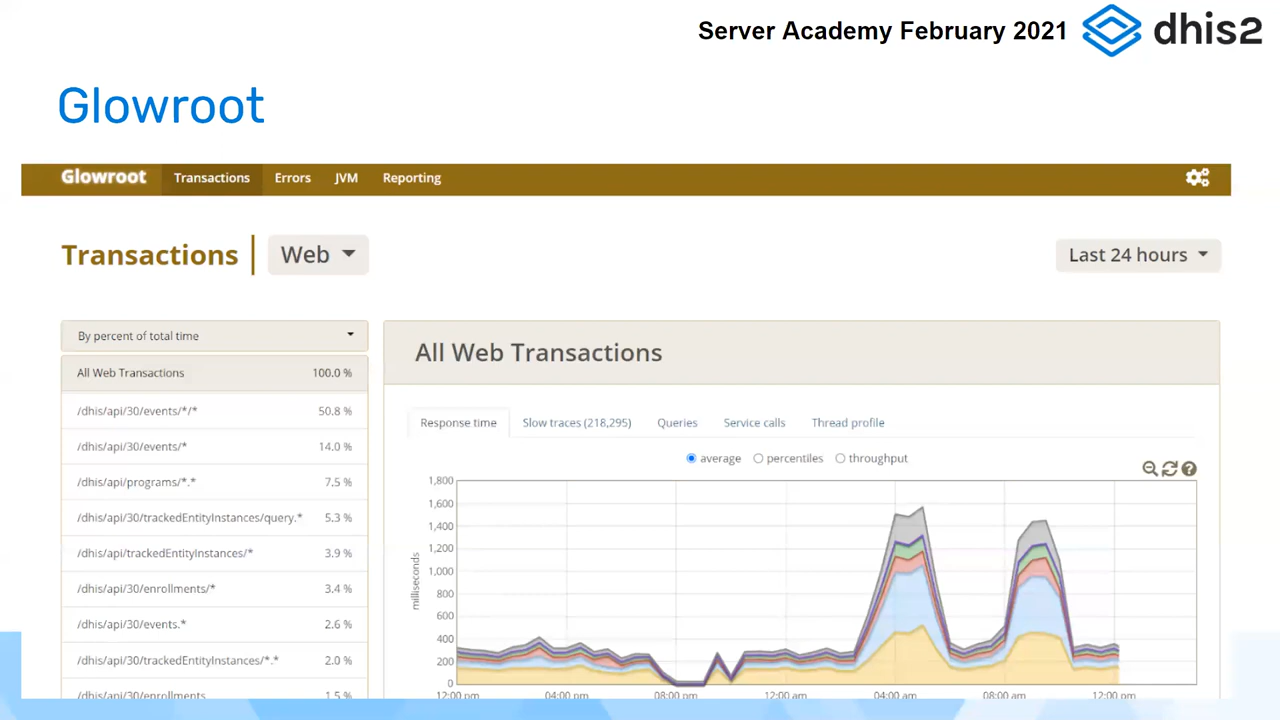 Server Academy February 2021
dhis2
Glowroot
Glowroot Transactions Errors JVM Reporting
Transactions Web
Last 24 hours
By percent of total time
All Web Transactions 100.0 %
/dhis/api/30/events/*/* 50.8 %
/dhis/api/30/events/* 14.0 %
/dhis/api/programs/*.* 7.5 %
/dhis/api/30/trackedEntityInstances/query.* 5.3 %
/dhis/api/trackedEntityInstances/* 3.9 %
/dhis/api/30/enrollments/* 3.4 %
/dhis/api/30/events.* 2.6 %
/dhis/api/30/trackedEntityInstances/*.* 2.0 %
/dhis/api/30/enrollments 1.5 %
All Web Transactions
Response time Slow traces (218,295) Queries Service calls Thread profile
average percentiles throughput
?
milliseconds
1,800
1,600
1,400
1,200
1,000
800
600
400
200
0
12:00 pm 04:00 pm 08:00 pm 12:00 am 04:00 am 08:00 am 12:00 pm